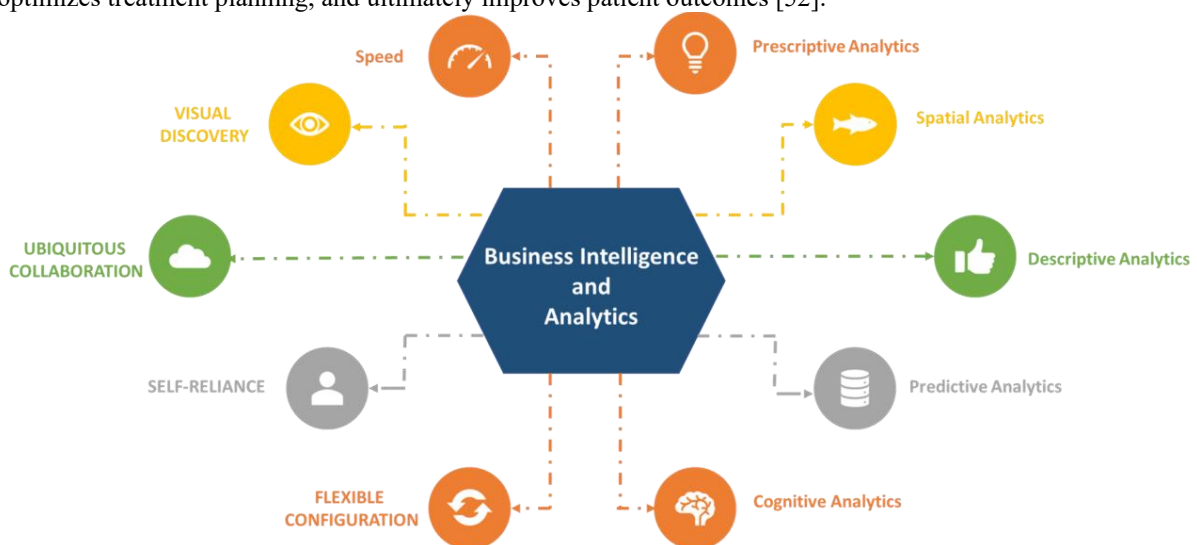 optimizes treatment planning, and ultimately improves patient outcomes [52].
Speed
Prescriptive Analytics
VISUAL
DISCOVERY
Spatial Analytics
UBIQUITOUS
COLLABORATION
Business Intelligence
and
Analytics
Descriptive Analytics
SELF-RELIANCE
Predictive Analytics
FLEXIBLE
CONFIGURATION
Cognitive Analytics